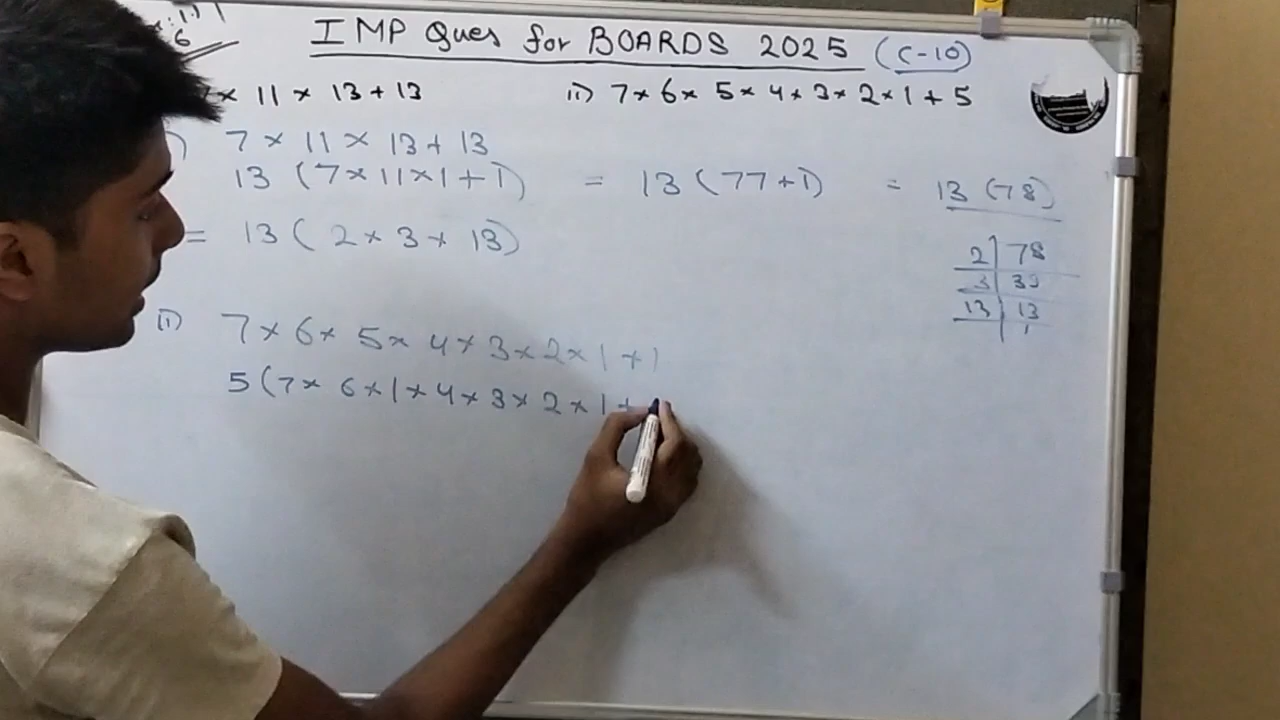 IMP Ques for BOARDS 2025 (C-10)
6
7 × 11 × 13 + 13
ii) 7 × 6 × 5 × 4 × 3 × 2 × 1 + 5
) 7 × 11 × 13 + 13
13 (7 × 11 × 1 + 1) = 13 (77 + 1) = 13 (78)
= 13 ( 2 × 3 × 13)
2 | 78
3 | 39
13 | 13
1
(i) 7 × 6 × 5 × 4 × 3 × 2 × 1 + 1
5 (7 × 6 × 1 × 4 × 3 × 2 × 1 +